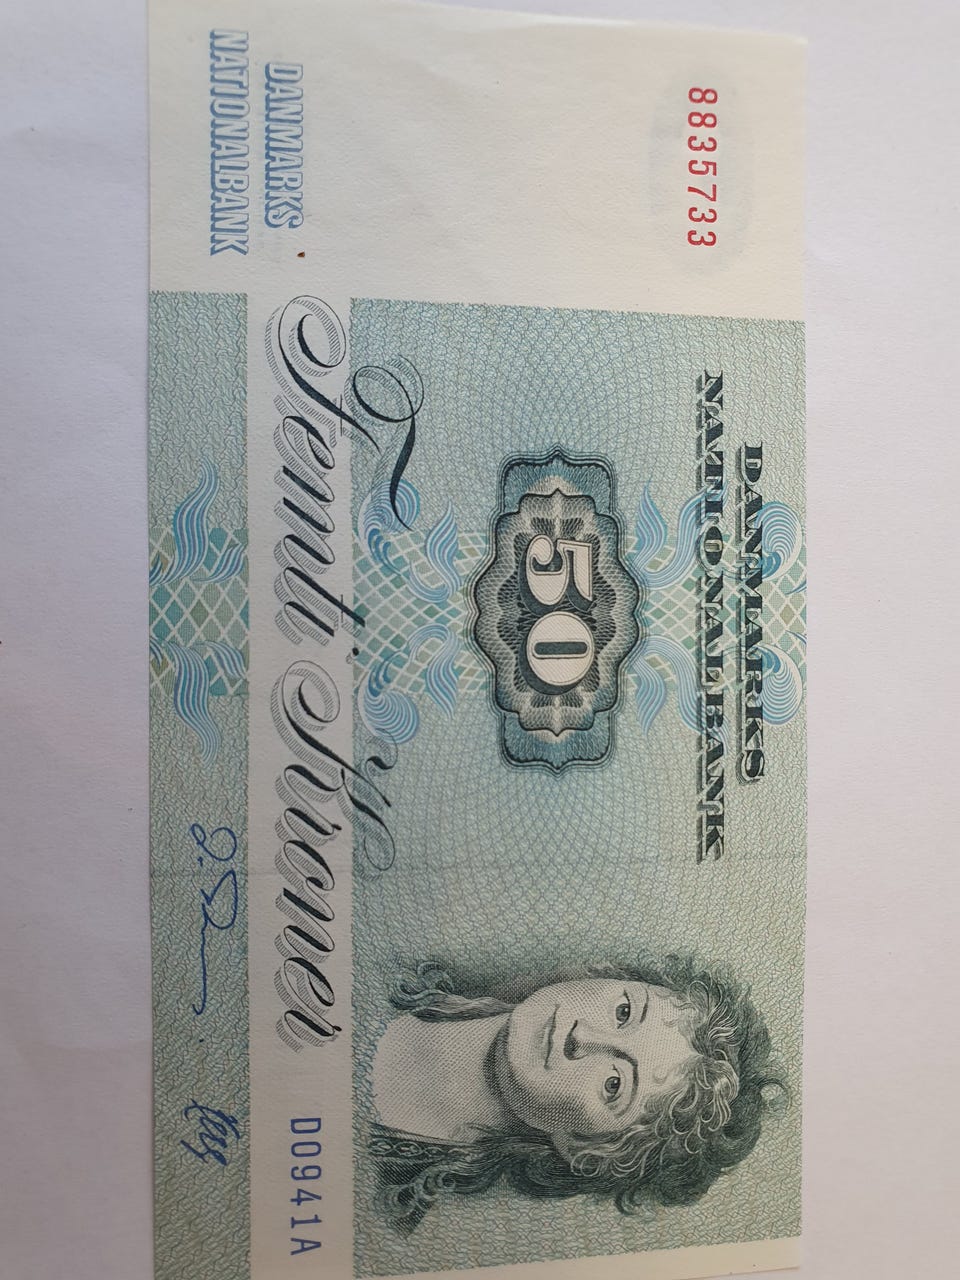 DANMARKS
NATIONALBANK
8835733
50
Femti Kroner
D0941A
DANMARKS
NATIONALBANK